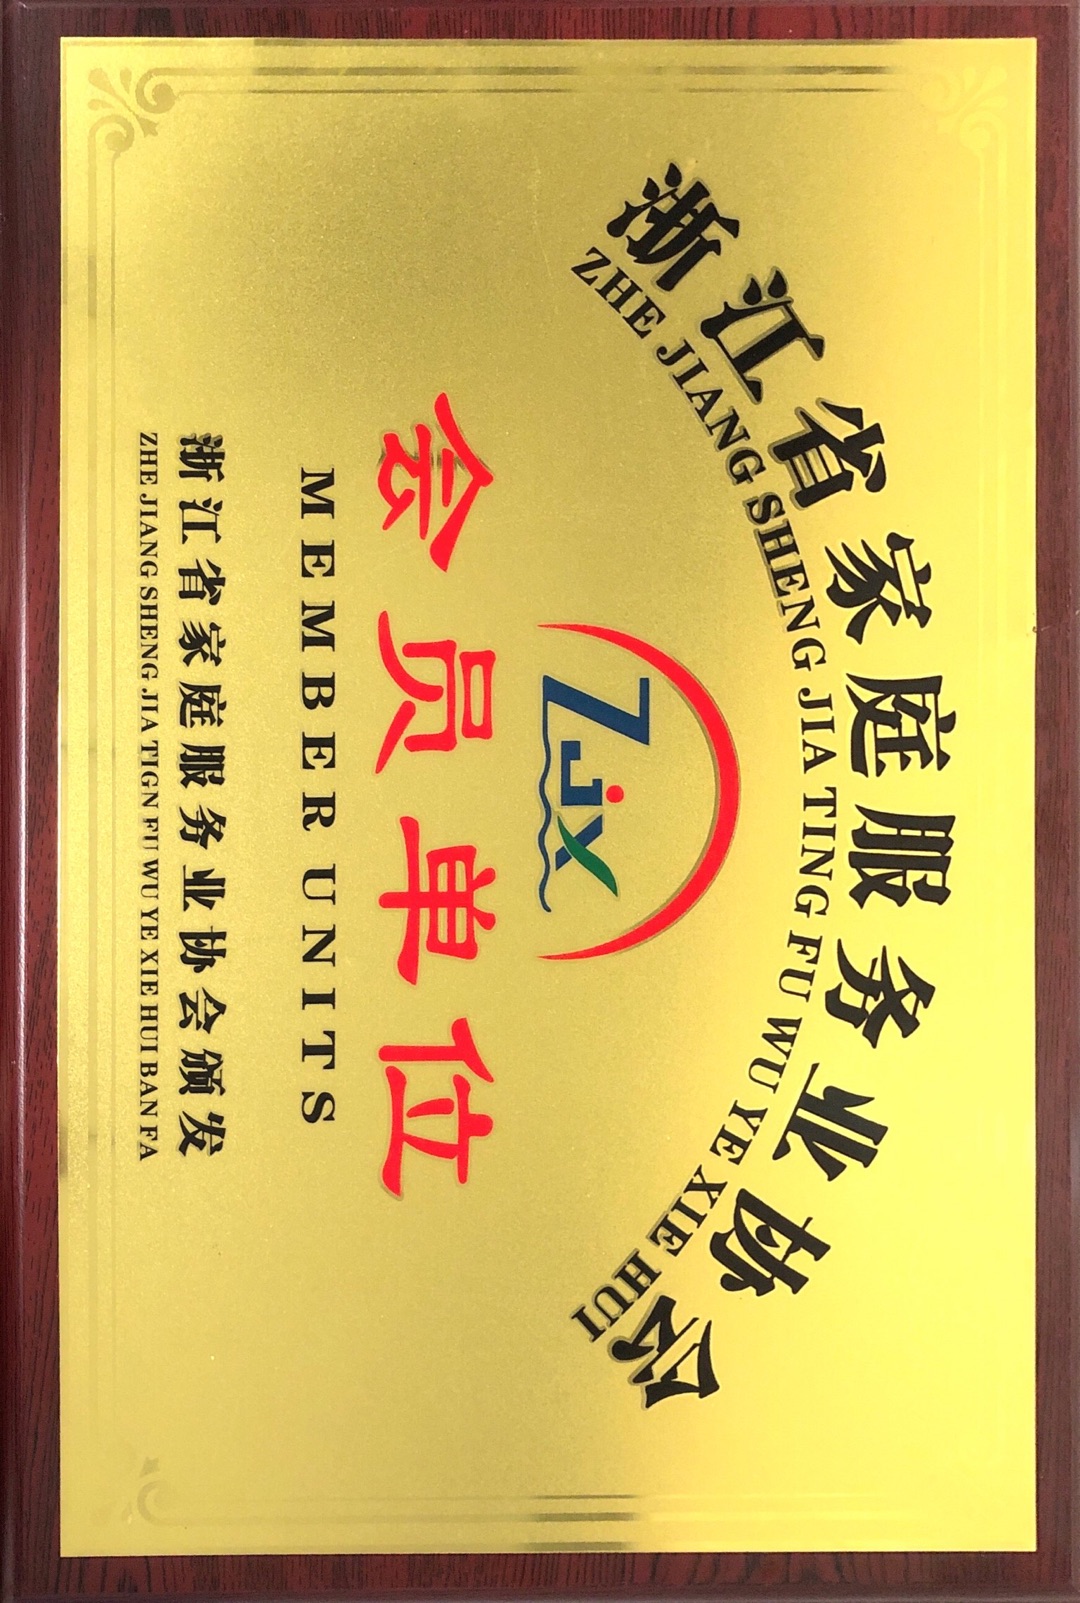 浙江省家庭服务业协会
ZHE JIANG SHENG JIA TING FU WU YE XIE HUI
Zjx
会员单位
MEMBER UNITS
浙江省家庭服务业协会颁发
ZHE JIANG SHENG JIA TIGN FU WU YE XIE HUI BAN FA